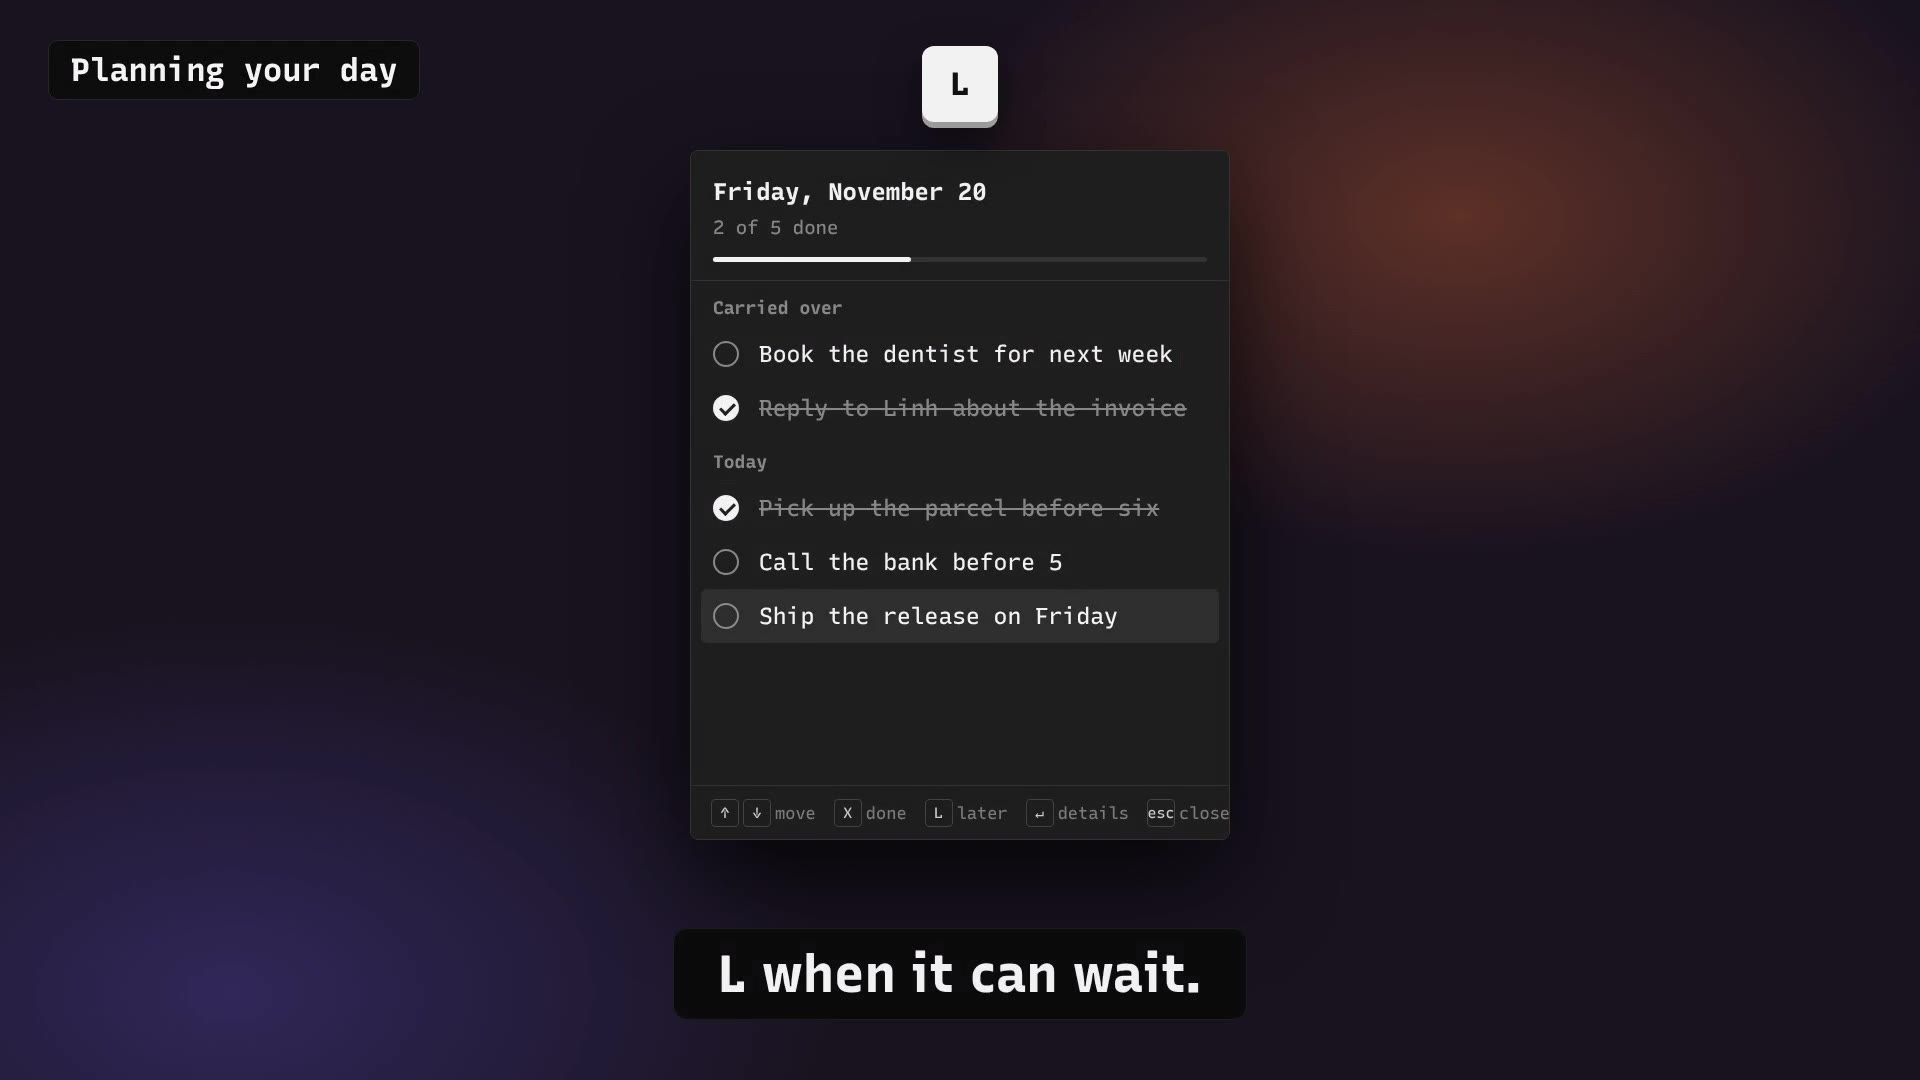 Planning your day
L
Friday, November 20
2 of 5 done
Carried over
Book the dentist for next week
Reply to Linh about the invoice
Today
Pick up the parcel before six
Call the bank before 5
Ship the release on Friday
↑ ↓ move X done L later ↵ details esc close
L when it can wait.